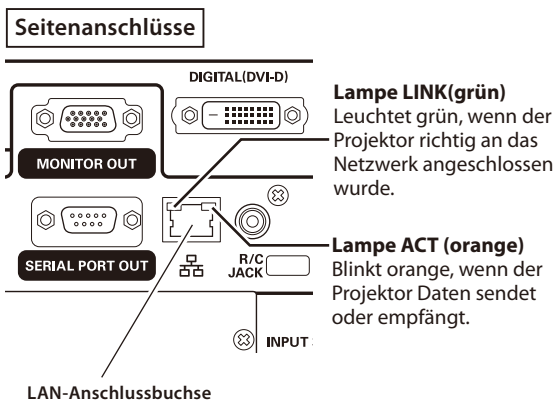 Seitenanschlüsse
DIGITAL(DVI-D)
MONITOR OUT
SERIAL PORT OUT
R/C
JACK
INPUT
Lampe LINK(grün)
Leuchtet grün, wenn der
Projektor richtig an das
Netzwerk angeschlossen
wurde.
Lampe ACT (orange)
Blinkt orange, wenn der
Projektor Daten sendet
oder empfängt.
LAN-Anschlussbuchse